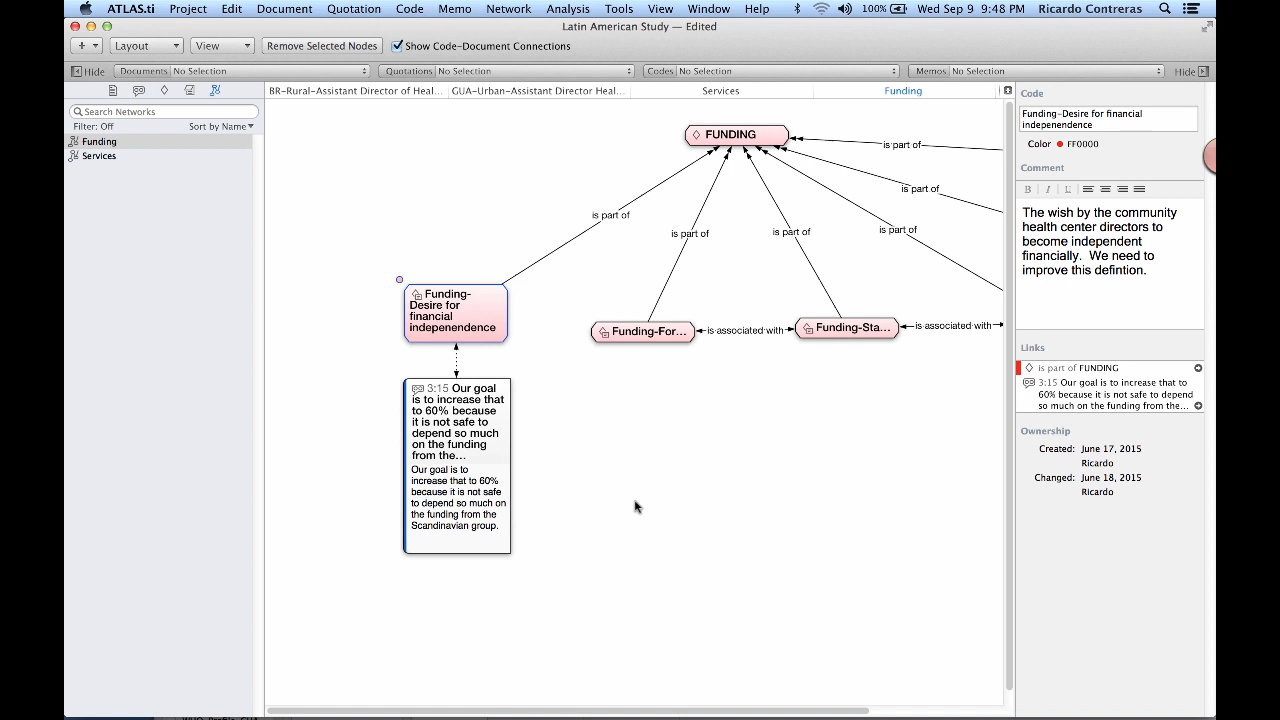 ATLAS.ti Project Edit Document Quotation Code Memo Network Analysis Tools View Window Help 100% Wed Sep 9 9:48 PM Ricardo Contreras
Latin American Study — Edited
+ Layout View Remove Selected Nodes Show Code-Document Connections
Hide Documents No Selection Quotations No Selection Codes No Selection Memos No Selection Hide
BR-Rural-Assistant Director of Heal... GUA-Urban-Assistant Director Heal... Services Funding
Search Networks
Filter: Off Sort by Name
Funding
Services
FUNDING
is part of
is part of
is part of
is part of
is part of
is part of
Funding-
Desire for
financial
indepenendence
Funding-For...
is associated with
Funding-Sta...
is associated with
3:15 Our goal
is to increase that
to 60% because
it is not safe to
depend so much
on the funding
from the...
Our goal is to
increase that to 60%
because it is not safe
to depend so much on
the funding from the
Scandinavian group.
Code
Funding-Desire for financial
indepenendence
Color FF0000
Comment
B I U
The wish by the community
health center directors to
become independent
financially. We need to
improve this defintion.
Links
is part of FUNDING
3:15 Our goal is to increase that to
60% because it is not safe to depend
so much on the funding from the...
Ownership
Created: June 17, 2015
Ricardo
Changed: June 18, 2015
Ricardo